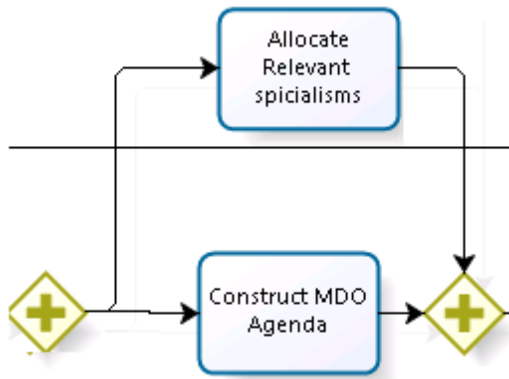 Allocate
Relevant
spicialisms
Construct MDO
Agenda